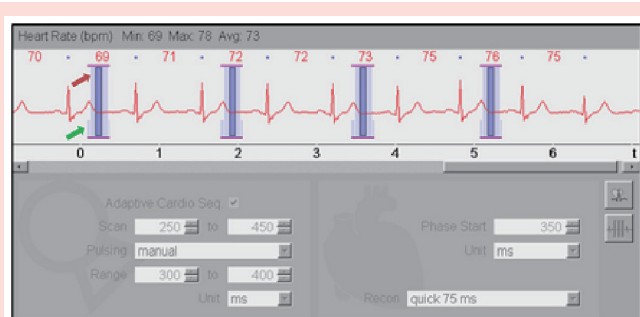 Heart Rate (bpm) Min: 69 Max: 78 Avg: 73
70 · 69 · 71 · 72 · 72 · 73 · 75 · 76 · 75 ·
0 1 2 3 4 5 6 t
Adaptive Cardio Seq.
Scan 250 to 450
Phase Start 350
Pulsing manual
Unit ms
Range 300 to 400
Unit ms
Recon quick 75 ms